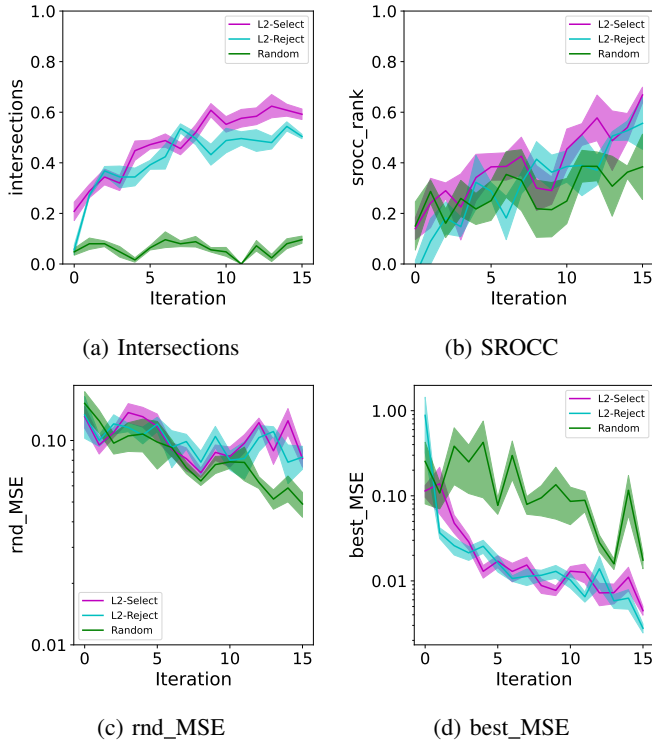 L2-Select
L2-Reject
Random
1.0
0.8
0.6
0.4
0.2
0.0
intersections
0 5 10 15
Iteration
(a) Intersections
L2-Select
L2-Reject
Random
1.0
0.8
0.6
0.4
0.2
0.0
srocc_rank
0 5 10 15
Iteration
(b) SROCC
0.10
0.01
rnd_MSE
L2-Select
L2-Reject
Random
0 5 10 15
Iteration
(c) rnd_MSE
L2-Select
L2-Reject
Random
1.00
0.10
0.01
best_MSE
0 5 10 15
Iteration
(d) best_MSE